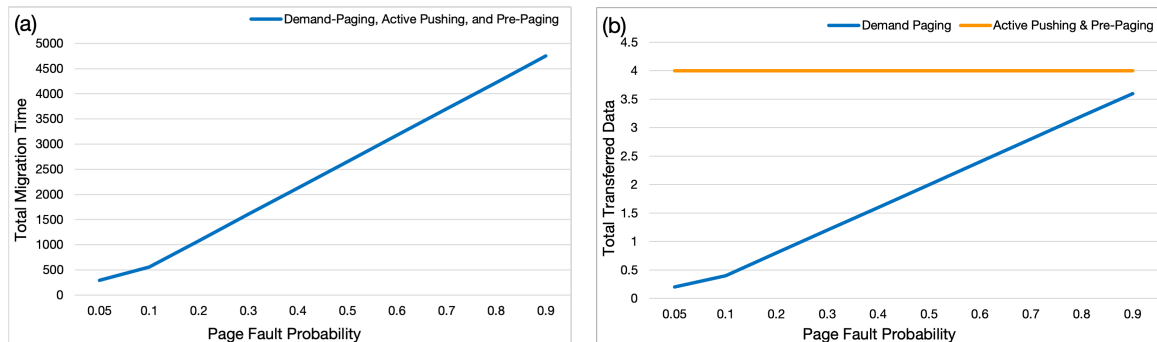 (a)
Demand-Paging, Active Pushing, and Pre-Paging
5000
4500
4000
3500
3000
2500
2000
1500
1000
500
0
Total Migration Time
0.05 0.1 0.2 0.3 0.4 0.5 0.6 0.7 0.8 0.9
Page Fault Probability
(b)
Demand Paging Active Pushing & Pre-Paging
4.5
4
3.5
3
2.5
2
1.5
1
0.5
0
Total Transferred Data
0.05 0.1 0.2 0.3 0.4 0.5 0.6 0.7 0.8 0.9
Page Fault Probability